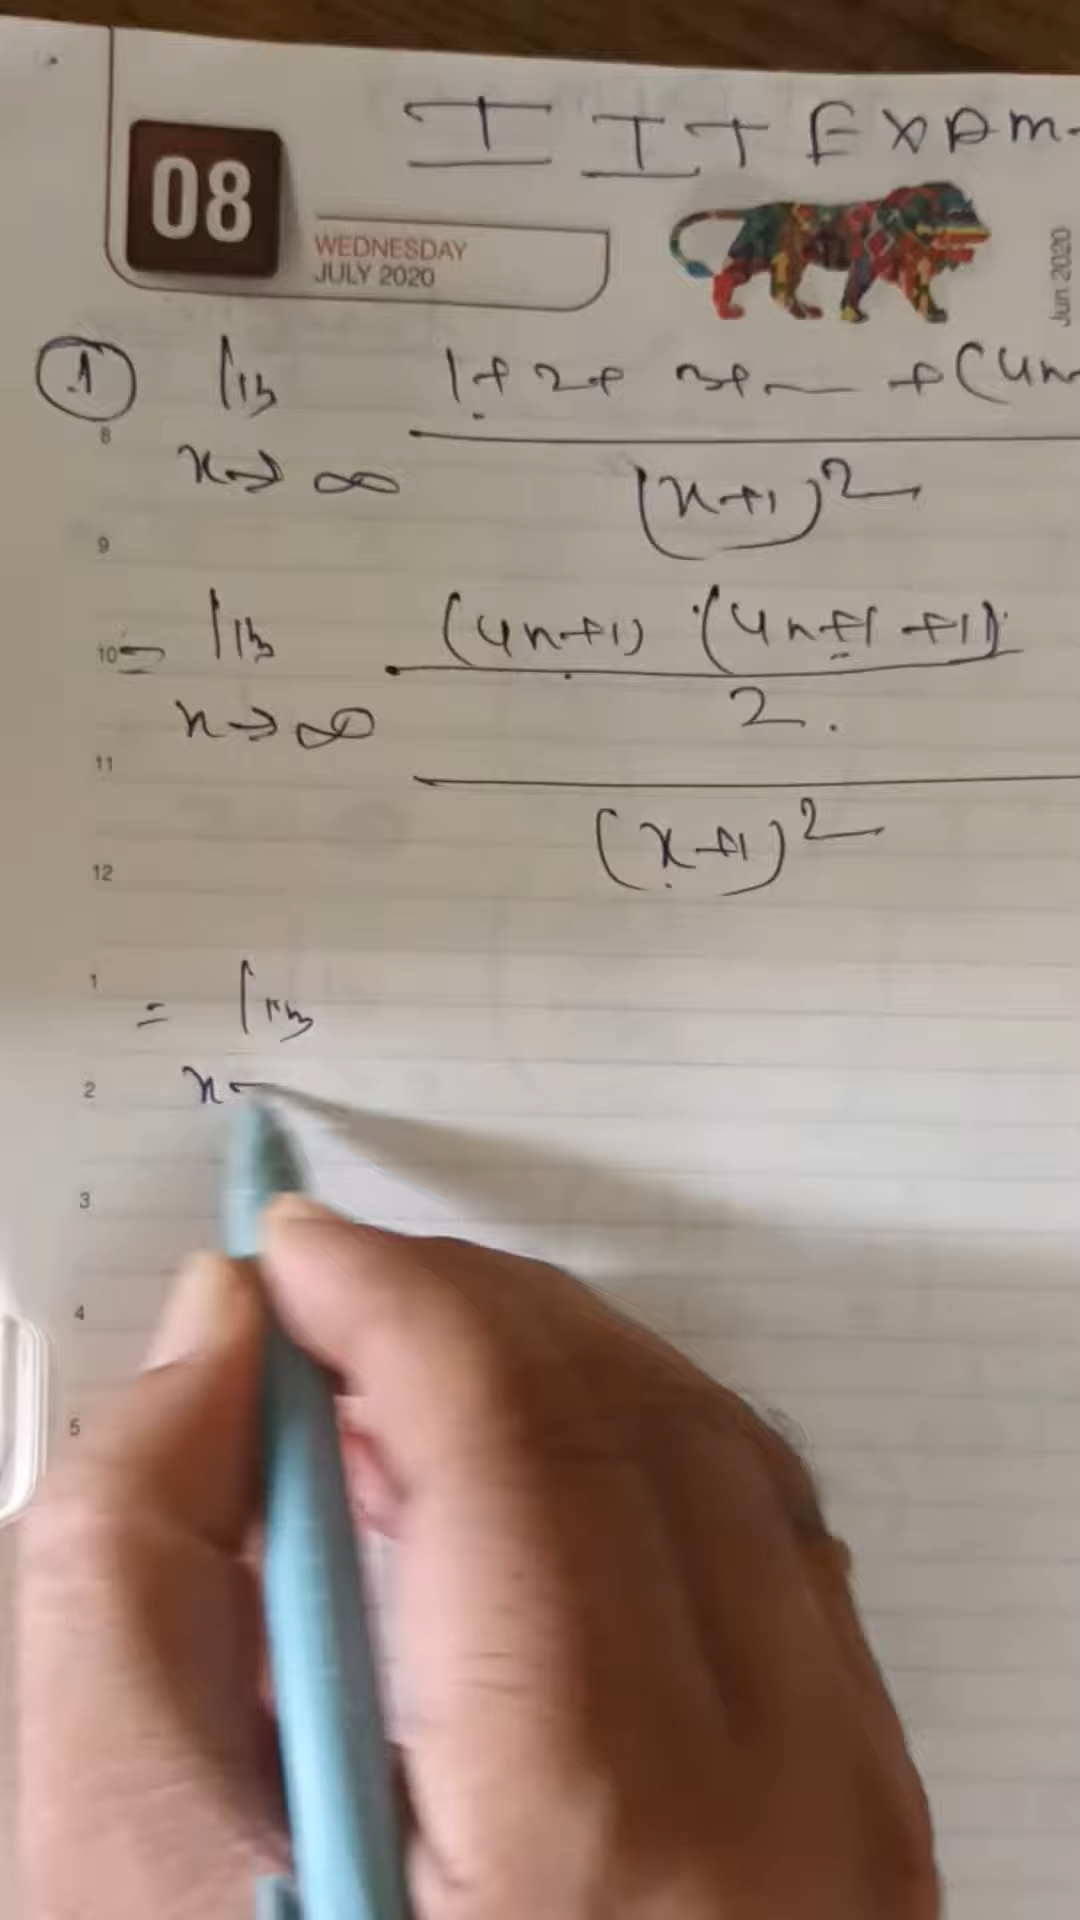 IIT EXAM
08
WEDNESDAY
JULY 2020
Jun 2020
1 lim 1+2+3+ — +(4n
x→∞ (x+1)²
8
9
10 = lim (4n+1) (4n+1+1)
x→∞ 2
11
(x+1)²
12
1
= lim
2 x
3
4
5